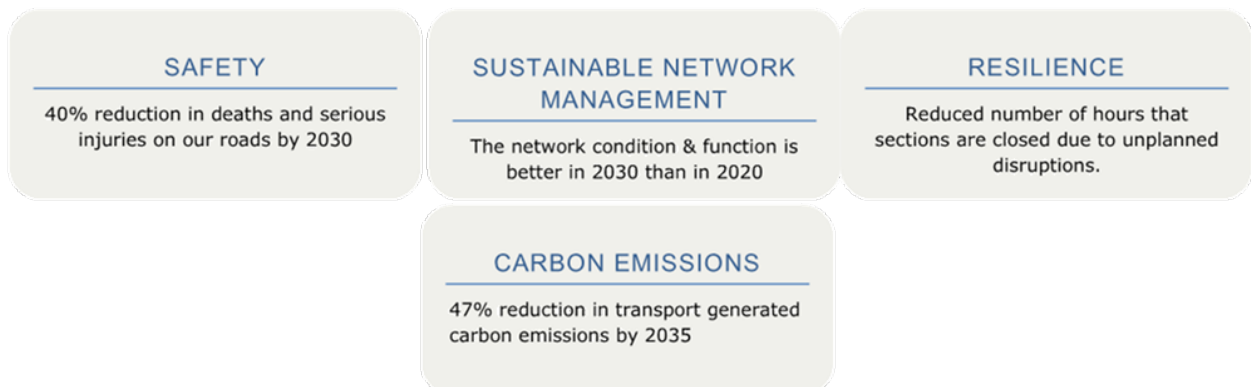 SAFETY
40% reduction in deaths and serious
injuries on our roads by 2030
SUSTAINABLE NETWORK
MANAGEMENT
The network condition & function is
better in 2030 than in 2020
RESILIENCE
Reduced number of hours that
sections are closed due to unplanned
disruptions.
CARBON EMISSIONS
47% reduction in transport generated
carbon emissions by 2035